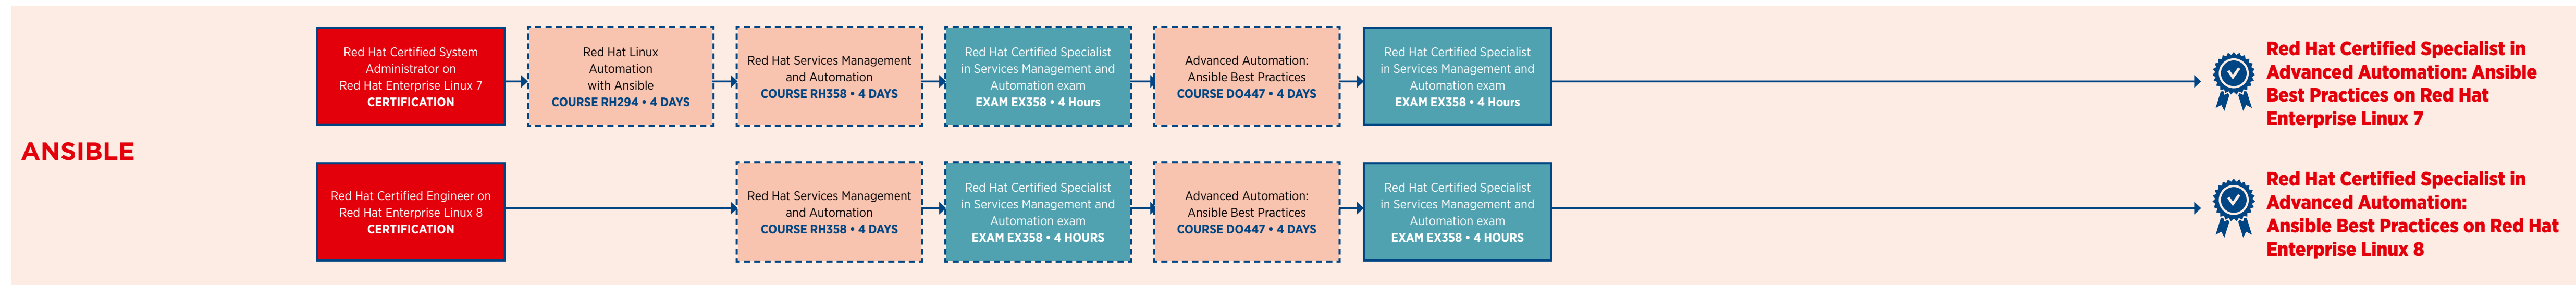 ANSIBLE
Red Hat Certified System
Administrator on
Red Hat Enterprise Linux 7
CERTIFICATION
Red Hat Linux
Automation
with Ansible
COURSE RH294 • 4 DAYS
Red Hat Services Management
and Automation
COURSE RH358 • 4 DAYS
Red Hat Certified Specialist
in Services Management and
Automation exam
EXAM EX358 • 4 Hours
Advanced Automation:
Ansible Best Practices
COURSE DO447 • 4 DAYS
Red Hat Certified Specialist
in Services Management and
Automation exam
EXAM EX358 • 4 Hours
Red Hat Certified Specialist in
Advanced Automation: Ansible
Best Practices on Red Hat
Enterprise Linux 7
Red Hat Certified Engineer on
Red Hat Enterprise Linux 8
CERTIFICATION
Red Hat Services Management
and Automation
COURSE RH358 • 4 DAYS
Red Hat Certified Specialist
in Services Management and
Automation exam
EXAM EX358 • 4 HOURS
Advanced Automation:
Ansible Best Practices
COURSE DO447 • 4 DAYS
Red Hat Certified Specialist
in Services Management and
Automation exam
EXAM EX358 • 4 HOURS
Red Hat Certified Specialist in
Advanced Automation:
Ansible Best Practices on Red Hat
Enterprise Linux 8